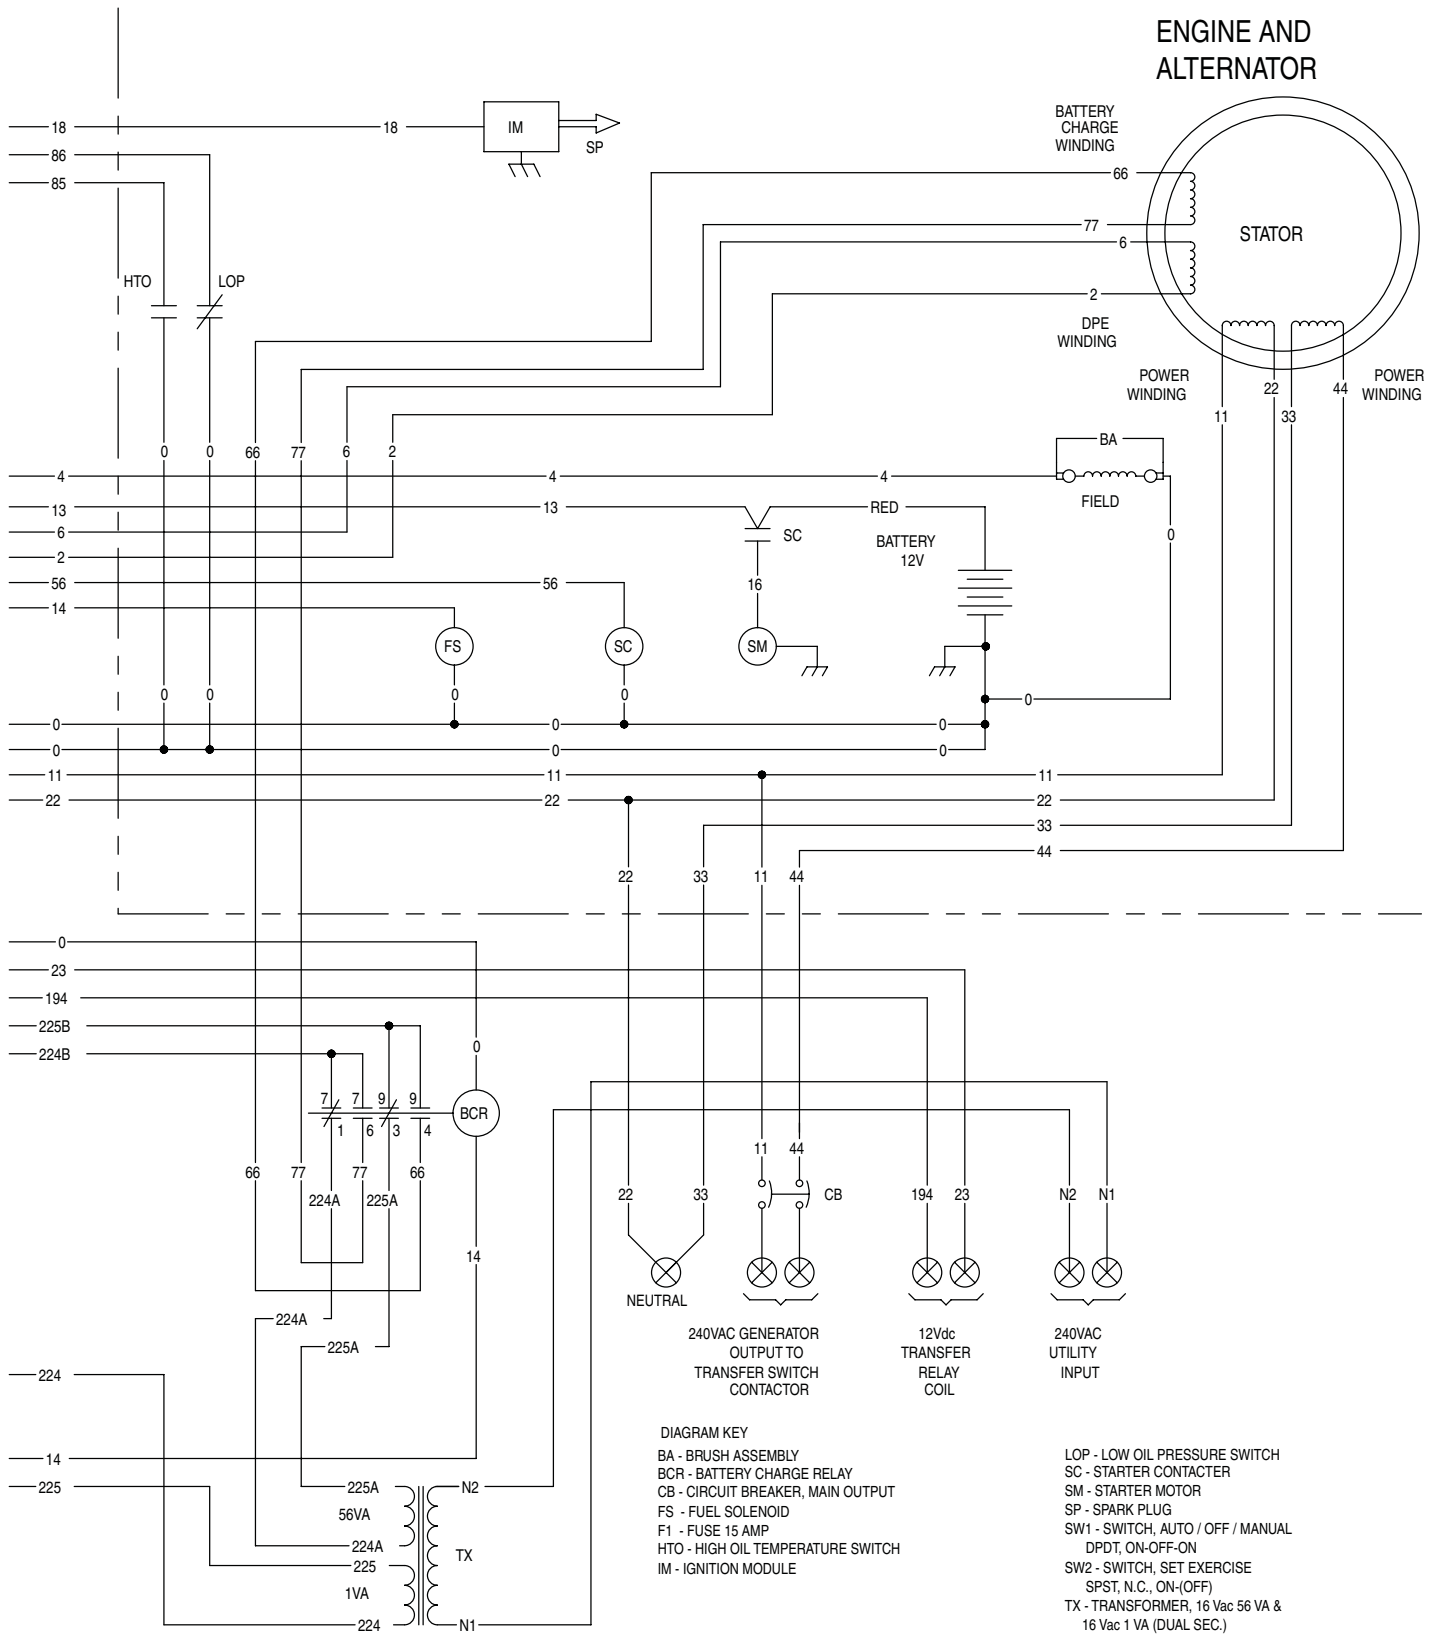 ENGINE AND
ALTERNATOR
BATTERY
CHARGE
WINDING
18
18
IM
SP
86
85
66
77
6
STATOR
HTO
LOP
2
DPE
WINDING
POWER
WINDING
22
44
POWER
WINDING
11
33
0
0
66
77
6
2
BA
4
4
4
FIELD
13
13
RED
SC
BATTERY
12V
0
6
2
56
56
16
14
FS
SC
SM
0
0
0
0
0
0
0
0
0
0
0
11
11
11
22
22
22
33
44
22
33
11
44
0
23
194
225B
0
224B
7
7
9
9
BCR
1
6
3
4
11
44
66
77
77
66
224A
225A
22
33
CB
194
23
N2
N1
14
NEUTRAL
224A
240VAC GENERATOR
OUTPUT TO
TRANSFER SWITCH
CONTACTOR
12Vdc
TRANSFER
RELAY
COIL
240VAC
UTILITY
INPUT
225A
224
14
225
225A
N2
56VA
224A
TX
225
1VA
224
N1
DIAGRAM KEY
BA - BRUSH ASSEMBLY
BCR - BATTERY CHARGE RELAY
CB - CIRCUIT BREAKER, MAIN OUTPUT
FS - FUEL SOLENOID
F1 - FUSE 15 AMP
HTO - HIGH OIL TEMPERATURE SWITCH
IM - IGNITION MODULE
LOP - LOW OIL PRESSURE SWITCH
SC - STARTER CONTACTER
SM - STARTER MOTOR
SP - SPARK PLUG
SW1 - SWITCH, AUTO / OFF / MANUAL
DPDT, ON-OFF-ON
SW2 - SWITCH, SET EXERCISE
SPST, N.C., ON-(OFF)
TX - TRANSFORMER, 16 Vac 56 VA &
16 Vac 1 VA (DUAL SEC.)